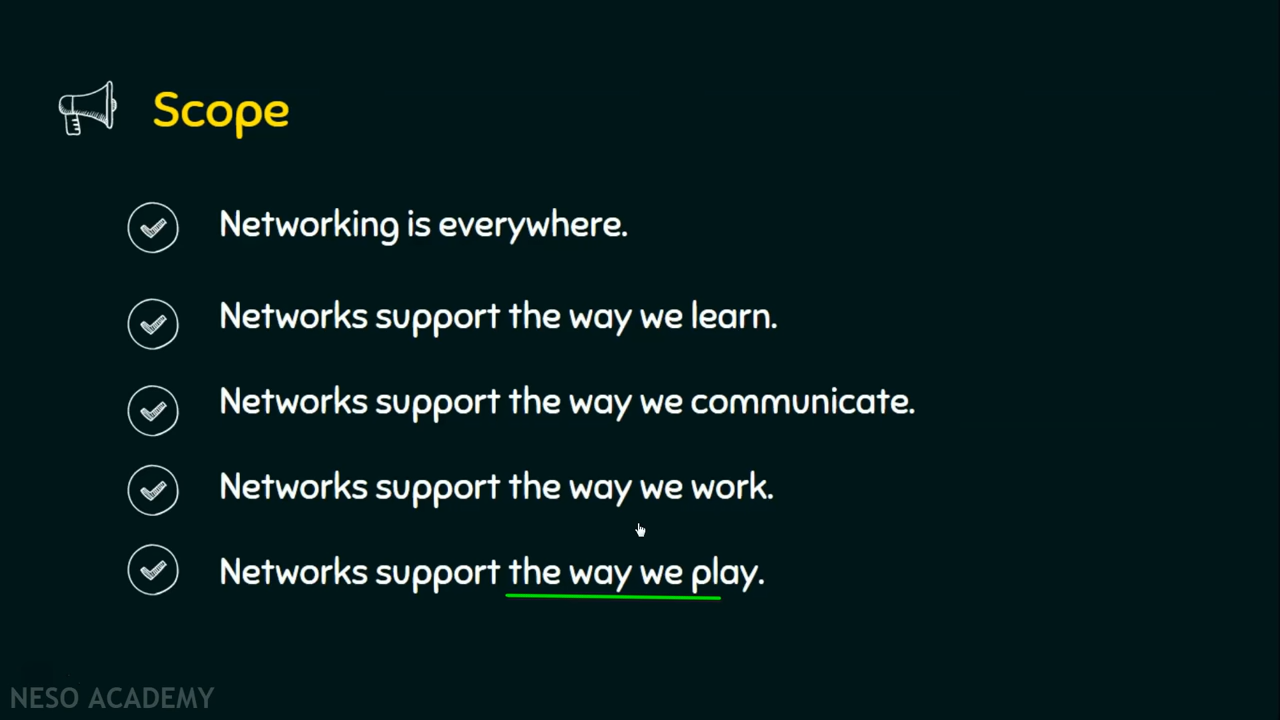 Scope
Networking is everywhere.
Networks support the way we learn.
Networks support the way we communicate.
Networks support the way we work.
Networks support the way we play.
NESO ACADEMY